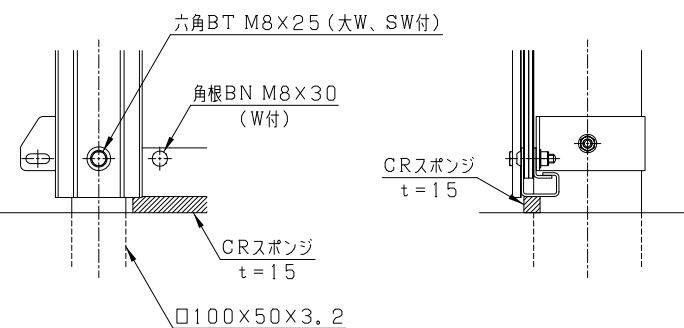 六角BT M8×25(大W、SW付)
角根BN M8×30
(W付)
CRスポンジ
t=15
CRスポンジ
t=15
□100×50×3.2